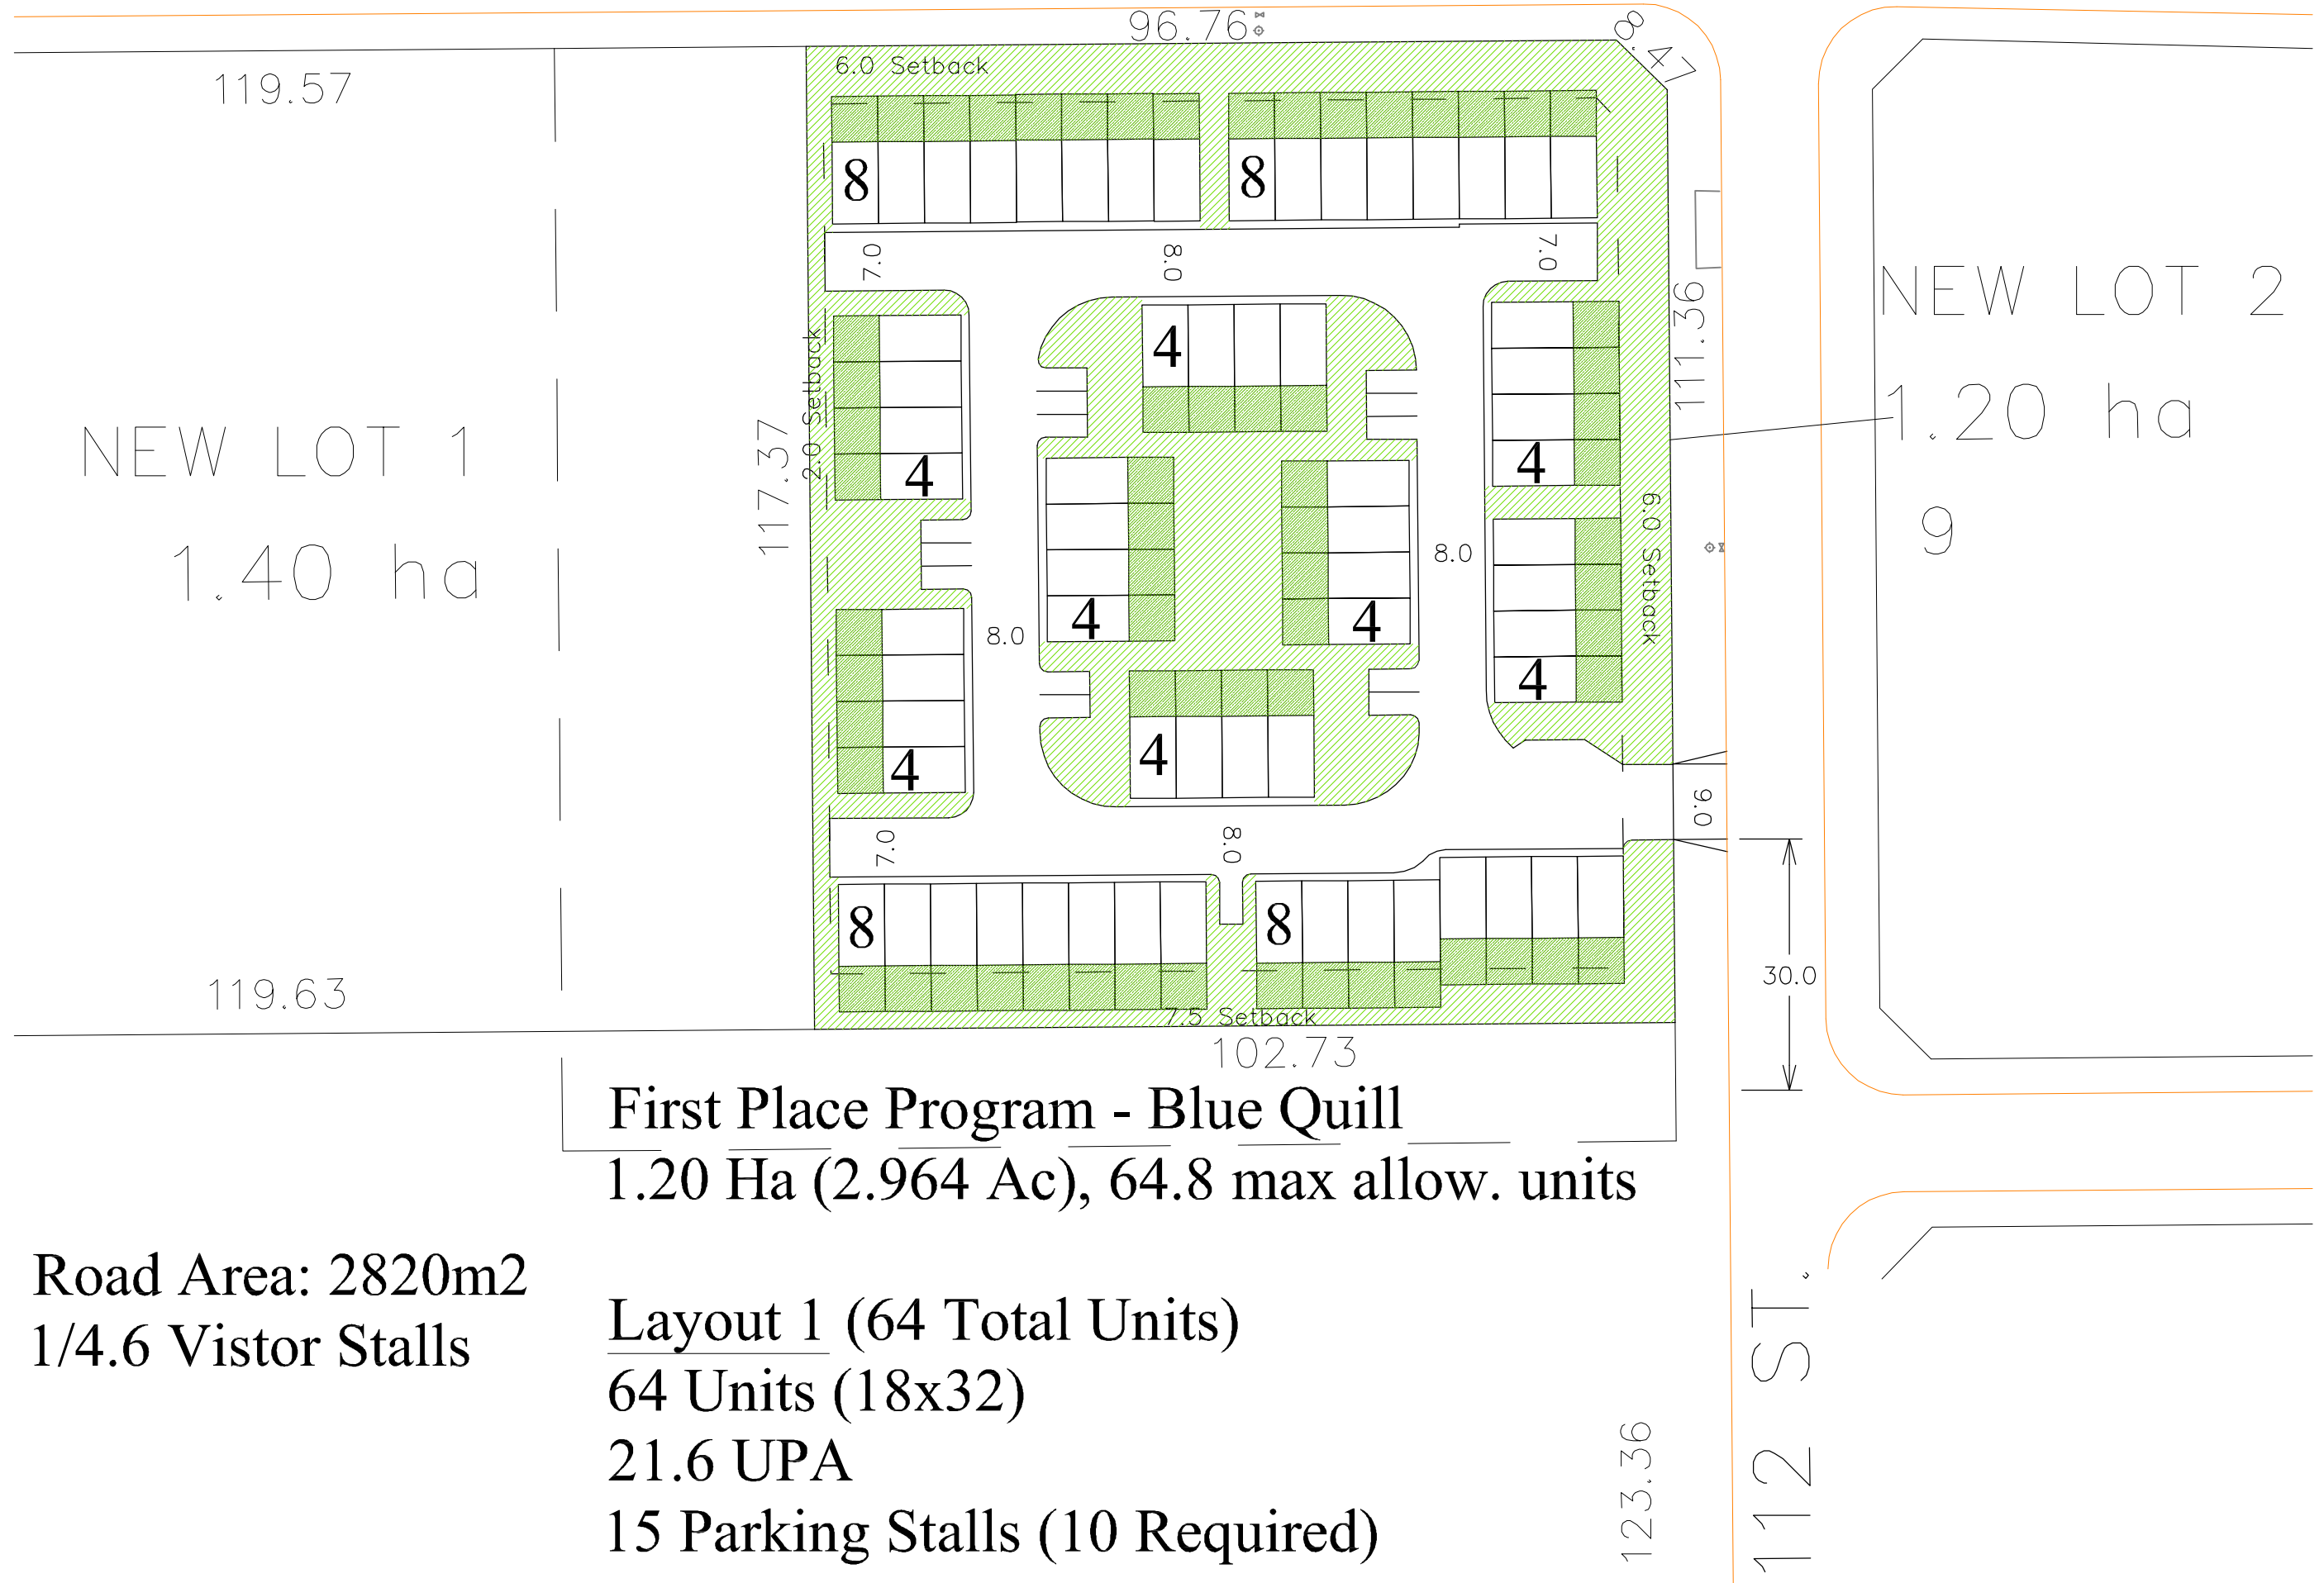 96.76
8.47
119.57
6.0 Setback
8
8
7.0
8.0
7.0
NEW LOT 2
1.20 ha
9
111.36
4
2.0 Setback
117.37
NEW LOT 1
1.40 ha
4
4
6.0 Setback
8.0
8.0
4
4
4
4
4
9.0
7.0
8.0
8
8
30.0
119.63
7.5 Setback
102.73
First Place Program - Blue Quill
1.20 Ha (2.964 Ac), 64.8 max allow. units
Road Area: 2820m2
1/4.6 Vistor Stalls
Layout 1 (64 Total Units)
64 Units (18x32)
21.6 UPA
15 Parking Stalls (10 Required)
123.36
112 ST.